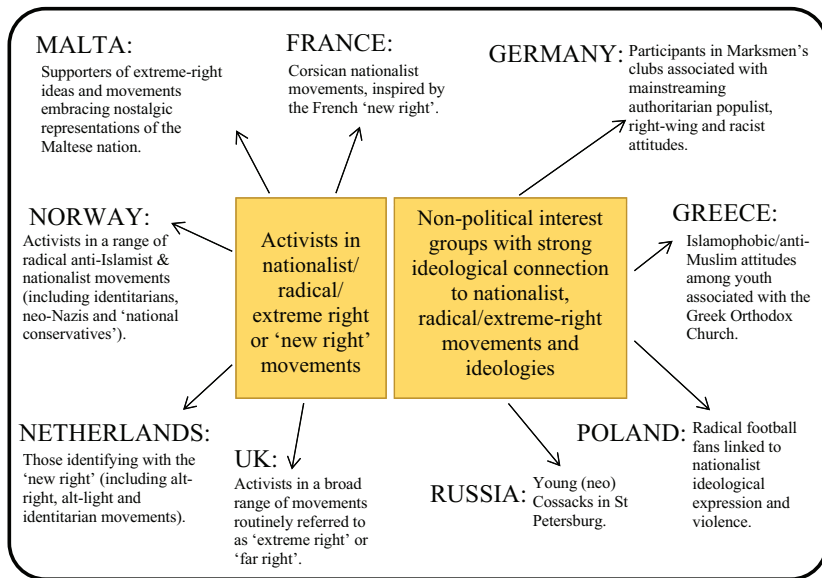 MALTA:
Supporters of extreme-right
ideas and movements
embracing nostalgic
representations of the
Maltese nation.
FRANCE:
Corsican nationalist
movements, inspired by
the French ‘new right’.
GERMANY:
Participants in Marksmen’s
clubs associated with
mainstreaming
authoritarian populist,
right-wing and racist
attitudes.
NORWAY:
Activists in a range of
radical anti-Islamist &
nationalist movements
(including identitarians,
neo-Nazis and ‘national
conservatives’).
Activists in
nationalist/
radical/
extreme right
or ‘new right’
movements
Non-political interest
groups with strong
ideological connection
to nationalist,
radical/extreme-right
movements and
ideologies
GREECE:
Islamophobic/anti-
Muslim attitudes
among youth
associated with the
Greek Orthodox
Church.
NETHERLANDS:
Those identifying with the
‘new right’ (including alt-
right, alt-light and
identitarian movements).
UK:
Activists in a broad
range of movements
routinely referred to
as ‘extreme right’ or
‘far right’.
RUSSIA:
Young (neo)
Cossacks in St
Petersburg.
POLAND:
Radical football
fans linked to
nationalist
ideological
expression and
violence.